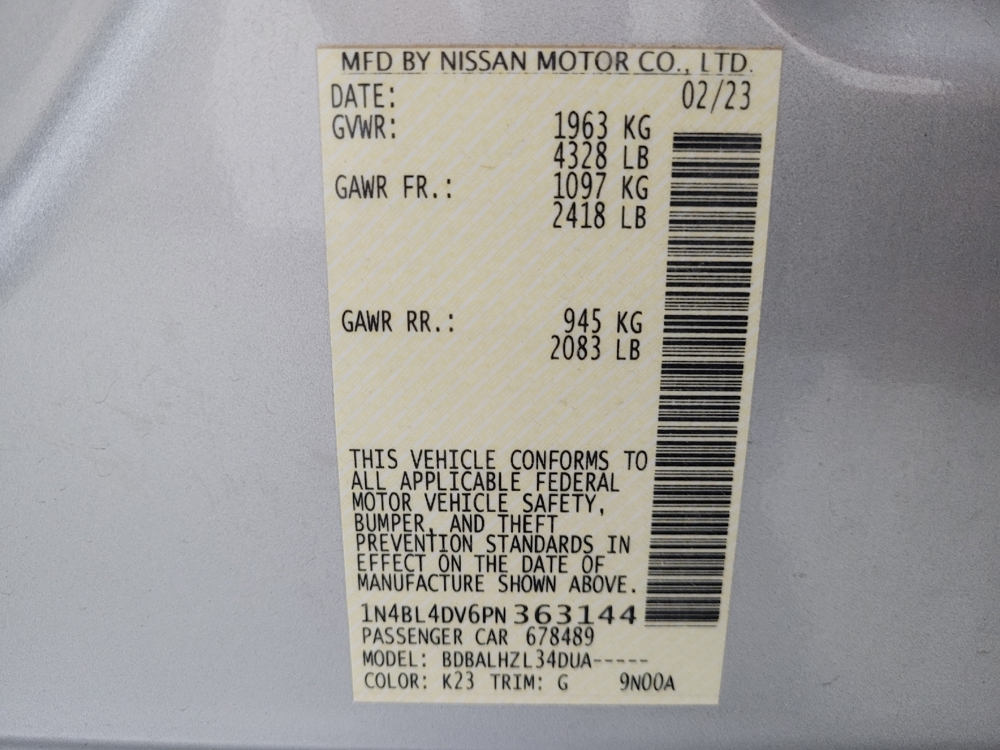 MFD BY NISSAN MOTOR CO., LTD.
DATE: 02/23
GVWR: 1963 KG
4328 LB
GAWR FR.: 1097 KG
2418 LB
GAWR RR.: 945 KG
2083 LB
THIS VEHICLE CONFORMS TO
ALL APPLICABLE FEDERAL
MOTOR VEHICLE SAFETY,
BUMPER, AND THEFT
PREVENTION STANDARDS IN
EFFECT ON THE DATE OF
MANUFACTURE SHOWN ABOVE.
1N4BL4DV6PN363144
PASSENGER CAR 678489
MODEL: BDBALHZL34DUA-----
COLOR: K23 TRIM: G 9N00A